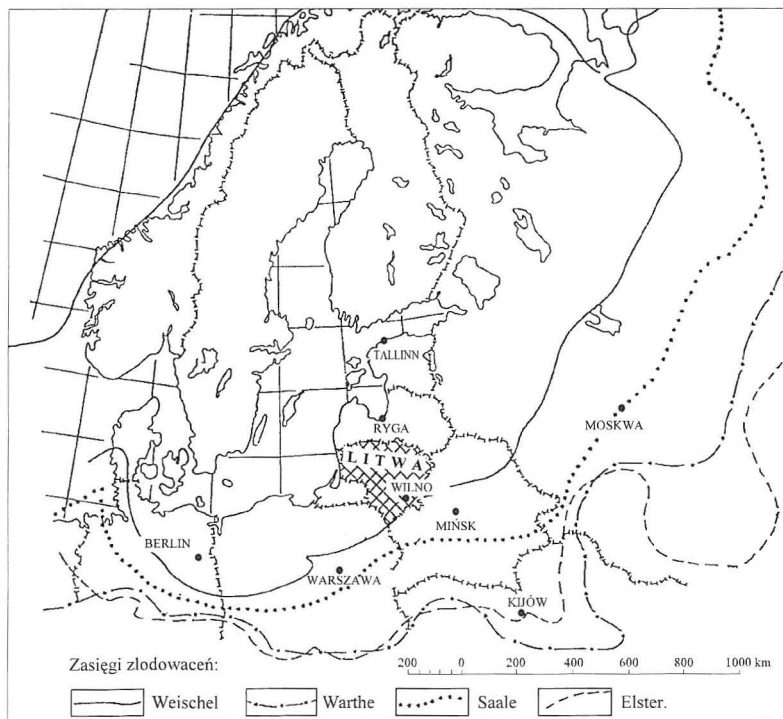 TALLINN
RYGA
MOSKWA
LITWA
WILNO
MIŃSK
BERLIN
WARSZAWA
KIJÓW
Zasięgi zlodowaceń:
200 0 200 400 600 800 1000 km
Weischel Warthe Saale Elster.